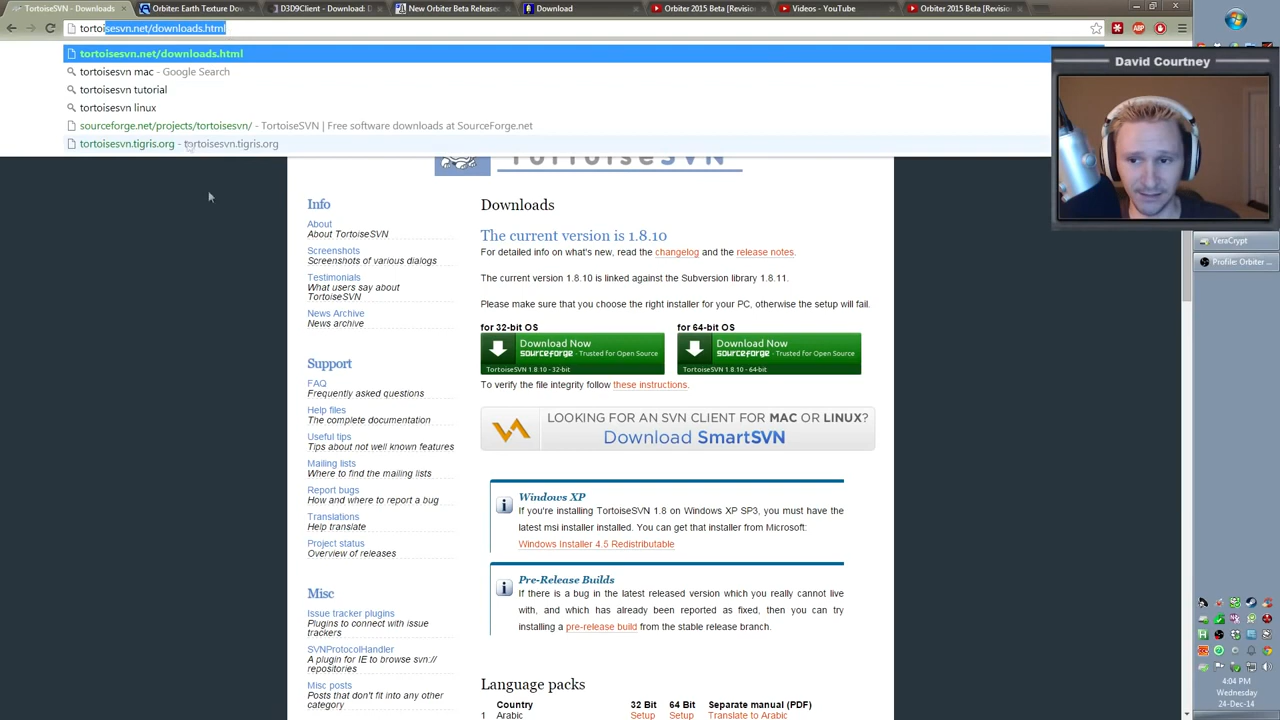 TortoiseSVN - Downloads
Orbiter: Earth Texture Do
D3D9Client - D3D9Client
New Orbiter Beta Releas
Download
Orbiter 2015 (Beta)
Videos - YouTube
Orbiter 2015 (Beta)
tortoisesvn.net/downloads.html
tortoisesvn.net/downloads.html
tortoisesvn mac - Google Search
tortoisesvn tutorial
tortoisesvn linux
sourceforge.net/projects/tortoisesvn/ - TortoiseSVN | Free software downloads at SourceForge.net
tortoisesvn.tigris.org - tortoisesvn.tigris.org
David Courtney
TortoiseSVN
Info
About
About TortoiseSVN
Screenshots
Screenshots of various dialogs
Testimonials
What users say about
TortoiseSVN
News Archive
News archive
Support
FAQ
Frequently asked questions
Help files
The complete documentation
Useful tips
Tips about not well known features
Mailing lists
Where to find the mailing lists
Report bugs
How and where to report a bug
Translations
Help translate
Project status
Overview of releases
Misc
Issue tracker plugins
Plugins to connect with issue
trackers
SVNProtocolHandler
A plugin for IE to browse svn://
repositories
Misc posts
Posts that don't fit into any other
category
Downloads
The current version is 1.8.10
For detailed info on what's new, read the changelog and the release notes.
The current version 1.8.10 is linked against the Subversion library 1.8.11.
Please make sure that you choose the right installer for your PC, otherwise the setup will fail.
for 32-bit OS
Download Now
sourceforge - Trusted for Open Source
TortoiseSVN 1.8.10 - 32-bit
for 64-bit OS
Download Now
sourceforge - Trusted for Open Source
TortoiseSVN 1.8.10 - 64-bit
To verify the file integrity follow these instructions.
LOOKING FOR AN SVN CLIENT FOR MAC OR LINUX?
Download SmartSVN
Windows XP
If you're installing TortoiseSVN 1.8 on Windows XP SP3, you must have the
latest msi installer installed. You can get that installer from Microsoft:
Windows Installer 4.5 Redistributable
Pre-Release Builds
If there is a bug in the latest released version which you really cannot live
with, and which has already been reported as fixed, then you can try
installing a pre-release build from the stable release branch.
Language packs
Country 32 Bit 64 Bit Separate manual (PDF)
1 Arabic Setup Setup Translate to Arabic
VeraCrypt
Profile: Orbiter ...
4:04 PM
Wednesday
24-Dec-14